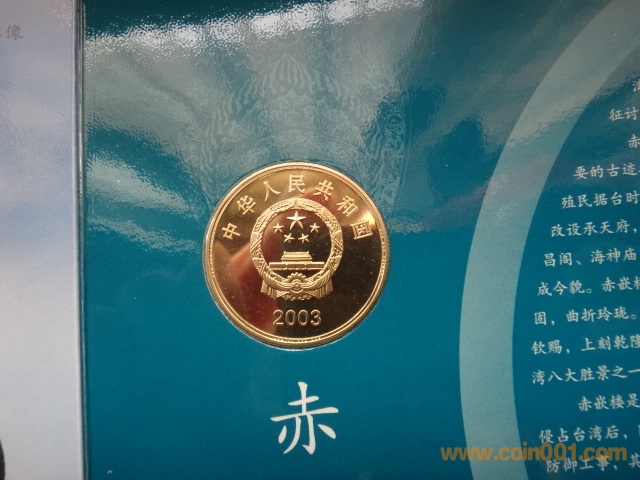 像
中华人民共和国
2003
赤
征讨
赤
要的古迹
殖民据台时
改设承天府，
昌阁、海神庙
成今貌。赤嵌楼
固，曲折玲珑。
钦赐，上刻乾隆
湾八大胜景之一
赤嵌楼是
侵占台湾后，
防御工事，其
www.coin001.com